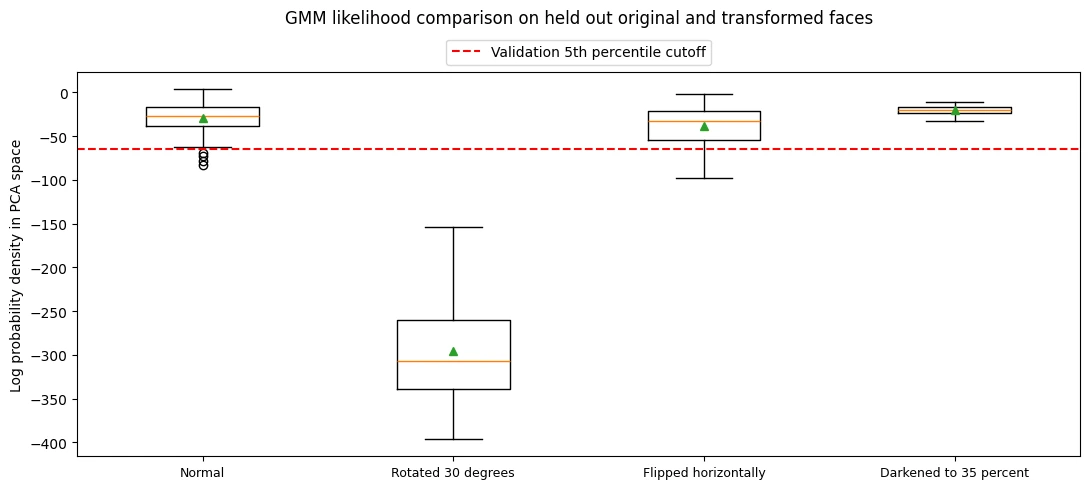 GMM likelihood comparison on held out original and transformed faces
Validation 5th percentile cutoff
Log probability density in PCA space
0
−50
−100
−150
−200
−250
−300
−350
−400
Normal
Rotated 30 degrees
Flipped horizontally
Darkened to 35 percent